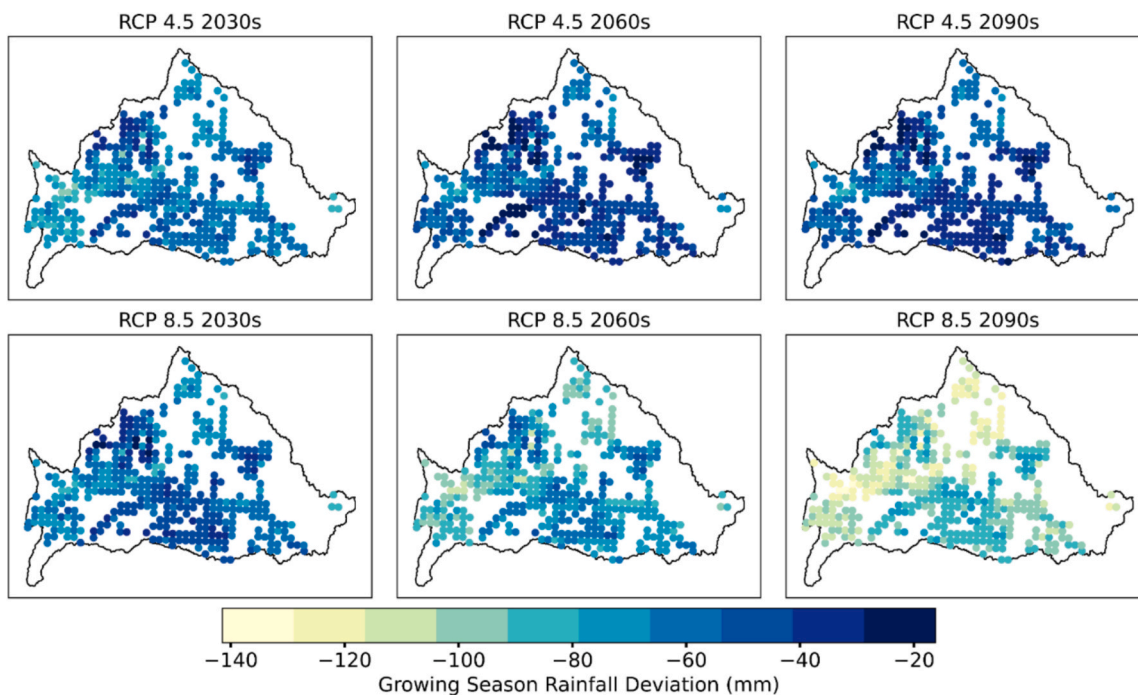 RCP 4.5 2030s
RCP 4.5 2060s
RCP 4.5 2090s
RCP 8.5 2030s
RCP 8.5 2060s
RCP 8.5 2090s
−140 −120 −100 −80 −60 −40 −20
Growing Season Rainfall Deviation (mm)